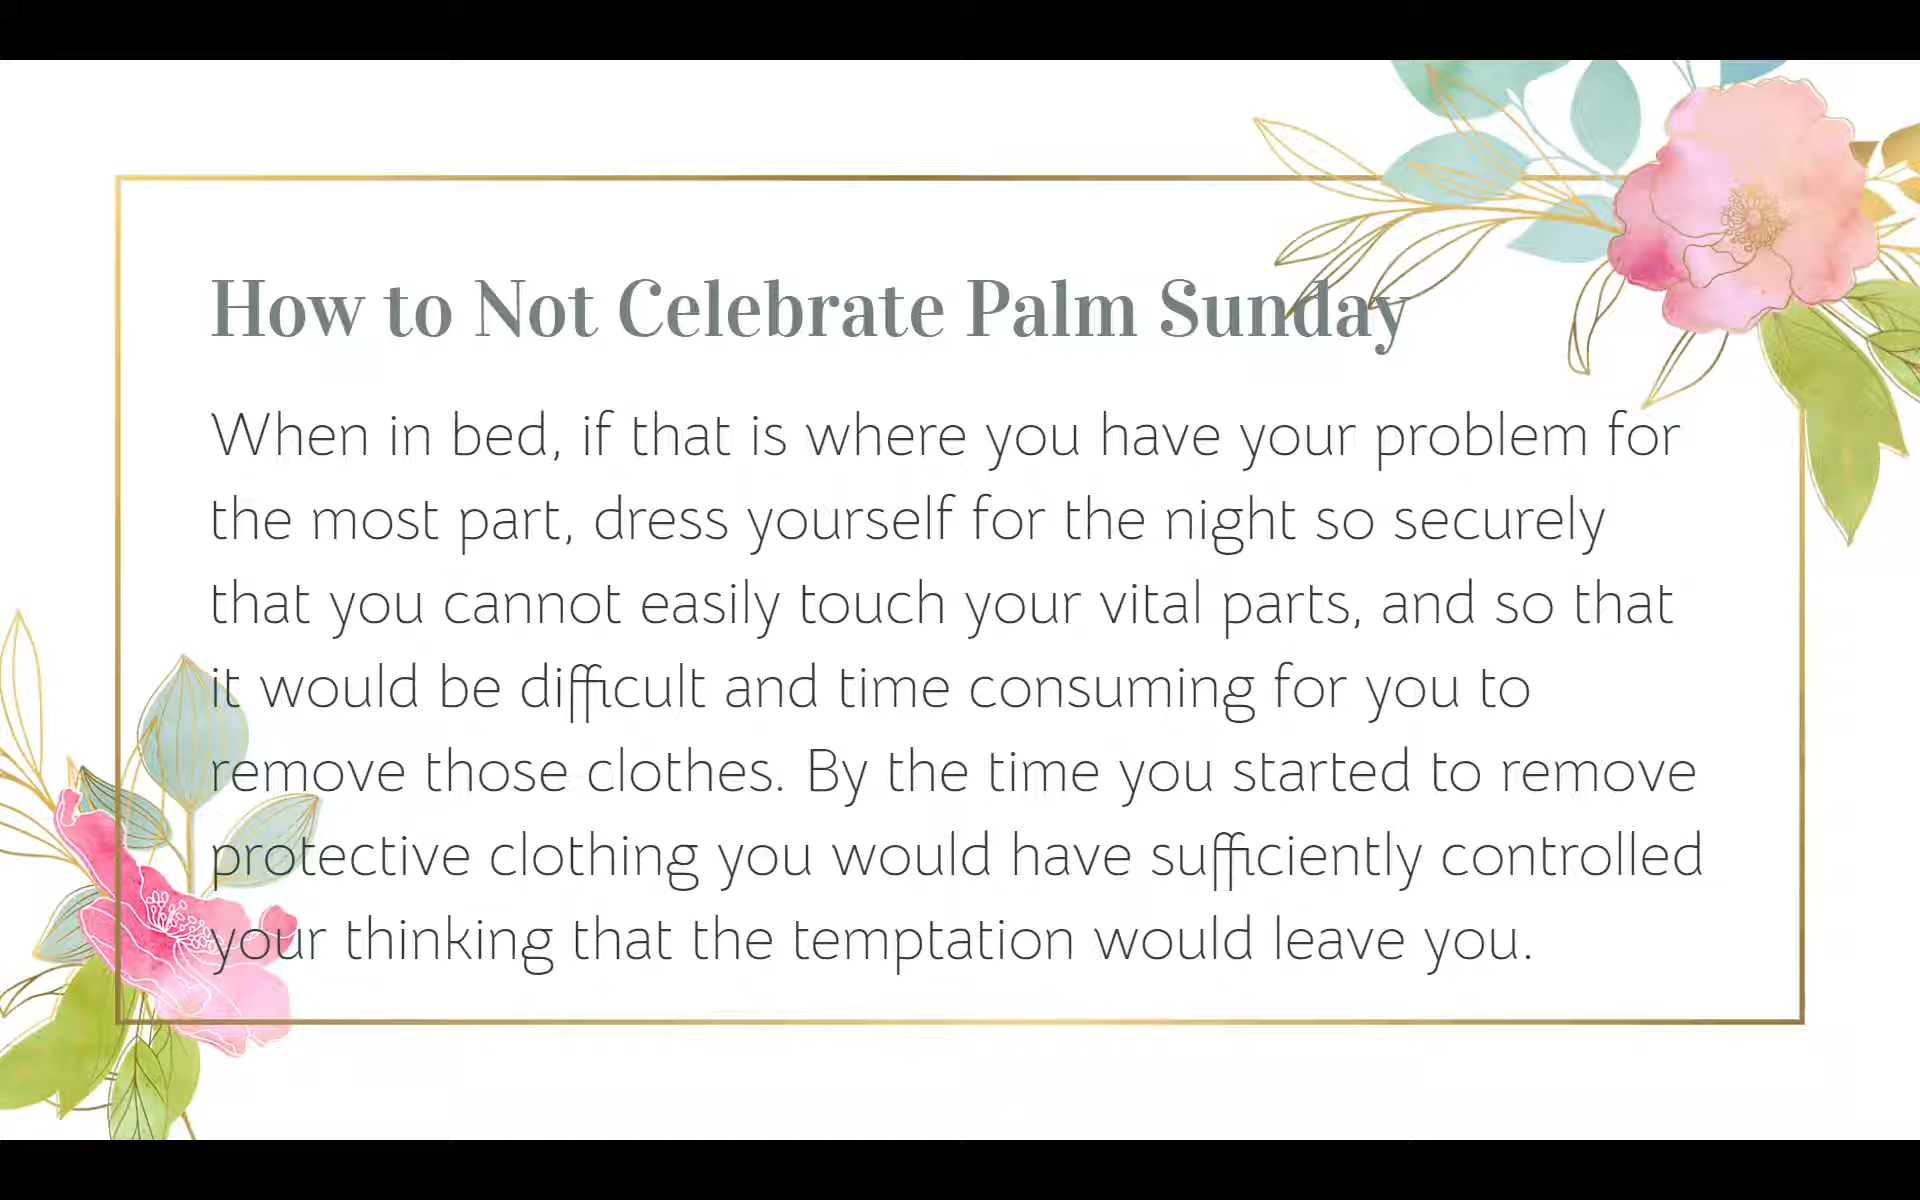 How to Not Celebrate Palm Sunday
When in bed, if that is where you have your problem for
the most part, dress yourself for the night so securely
that you cannot easily touch your vital parts, and so that
it would be difficult and time consuming for you to
remove those clothes. By the time you started to remove
protective clothing you would have sufficiently controlled
your thinking that the temptation would leave you.